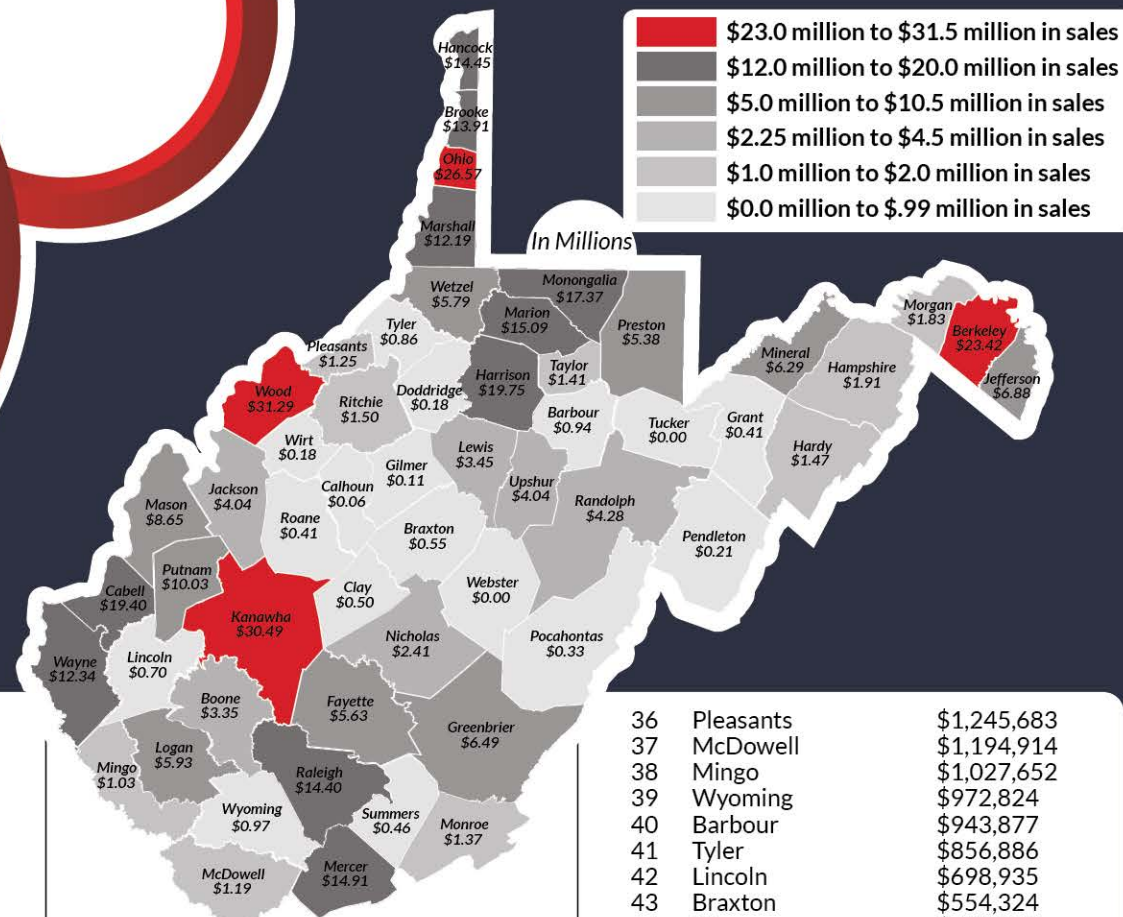 $23.0 million to $31.5 million in sales
$12.0 million to $20.0 million in sales
$5.0 million to $10.5 million in sales
$2.25 million to $4.5 million in sales
$1.0 million to $2.0 million in sales
$0.0 million to $.99 million in sales
In Millions
Hancock
$14.45
Brooke
$13.91
Ohio
$26.57
Marshall
$12.19
Wetzel
$5.79
Monongalia
$17.37
Marion
$15.09
Preston
$5.38
Tyler
$0.86
Pleasants
$1.25
Doddridge
$0.18
Harrison
$19.75
Taylor
$1.41
Barbour
$0.94
Tucker
$0.00
Grant
$0.41
Mineral
$6.29
Hampshire
$1.91
Hardy
$1.47
Morgan
$1.83
Berkeley
$23.42
Jefferson
$6.88
Wood
$31.29
Ritchie
$1.50
Wirt
$0.18
Calhoun
$0.06
Gilmer
$0.11
Lewis
$3.45
Upshur
$4.04
Randolph
$4.28
Pendleton
$0.21
Mason
$8.65
Jackson
$4.04
Roane
$0.41
Braxton
$0.55
Webster
$0.00
Pocahontas
$0.33
Putnam
$10.03
Cabell
$19.40
Kanawha
$30.49
Clay
$0.50
Nicholas
$2.41
Wayne
$12.34
Lincoln
$0.70
Boone
$3.35
Fayette
$5.63
Greenbrier
$6.49
Logan
$5.93
Mingo
$1.03
Raleigh
$14.40
Wyoming
$0.97
Summers
$0.46
Monroe
$1.37
McDowell
$1.19
Mercer
$14.91
36 Pleasants $1,245,683
37 McDowell $1,194,914
38 Mingo $1,027,652
39 Wyoming $972,824
40 Barbour $943,877
41 Tyler $856,886
42 Lincoln $698,935
43 Braxton $554,324